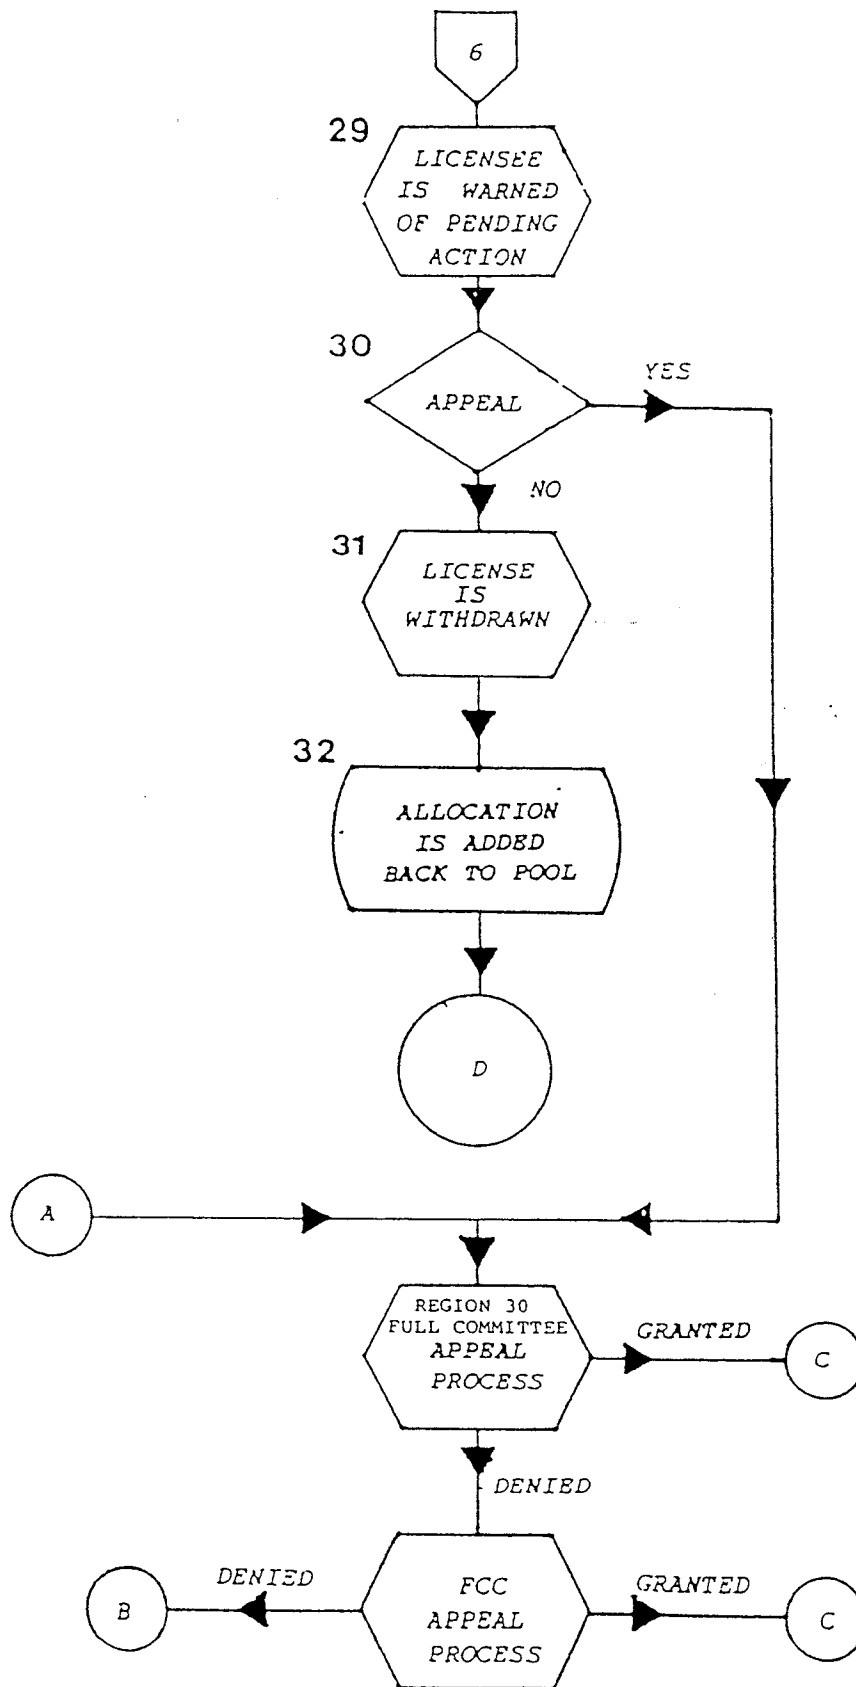 6
29
LICENSEE
IS WARNED
OF PENDING
ACTION
30
APPEAL
YES
NO
31
LICENSE
IS
WITHDRAWN
32
ALLOCATION
IS ADDED
BACK TO POOL
D
A
REGION 30
FULL COMMITTEE
APPEAL
PROCESS
GRANTED
C
DENIED
DENIED
B
FCC
APPEAL
PROCESS
GRANTED
C